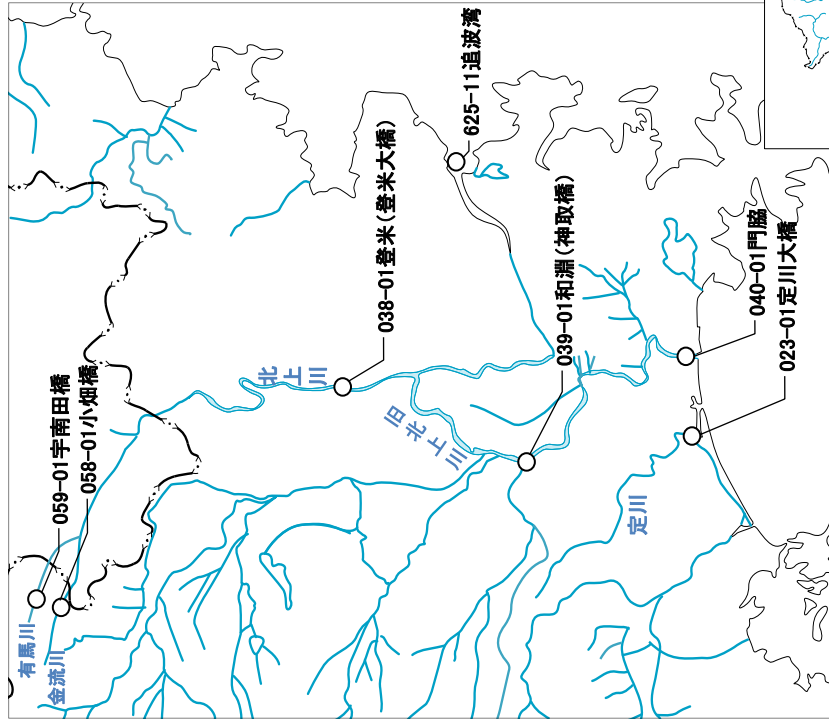 059-01宇南田橋
058-01小畑橋
有馬川
金流川
038-01登米(登米大橋)
北上川
旧北上川
625-11追波湾
039-01和淵(神取橋)
定川
040-01門脇
023-01定川大橋